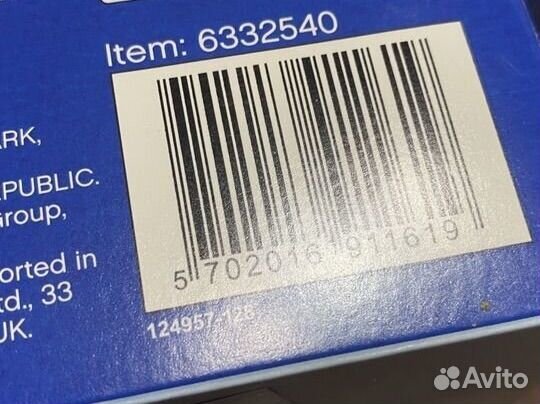 Item: 6332540
ARK,
PUBLIC.
Group,
orted in
td., 33
UK.
5 702016 911619
124957-128
Avito